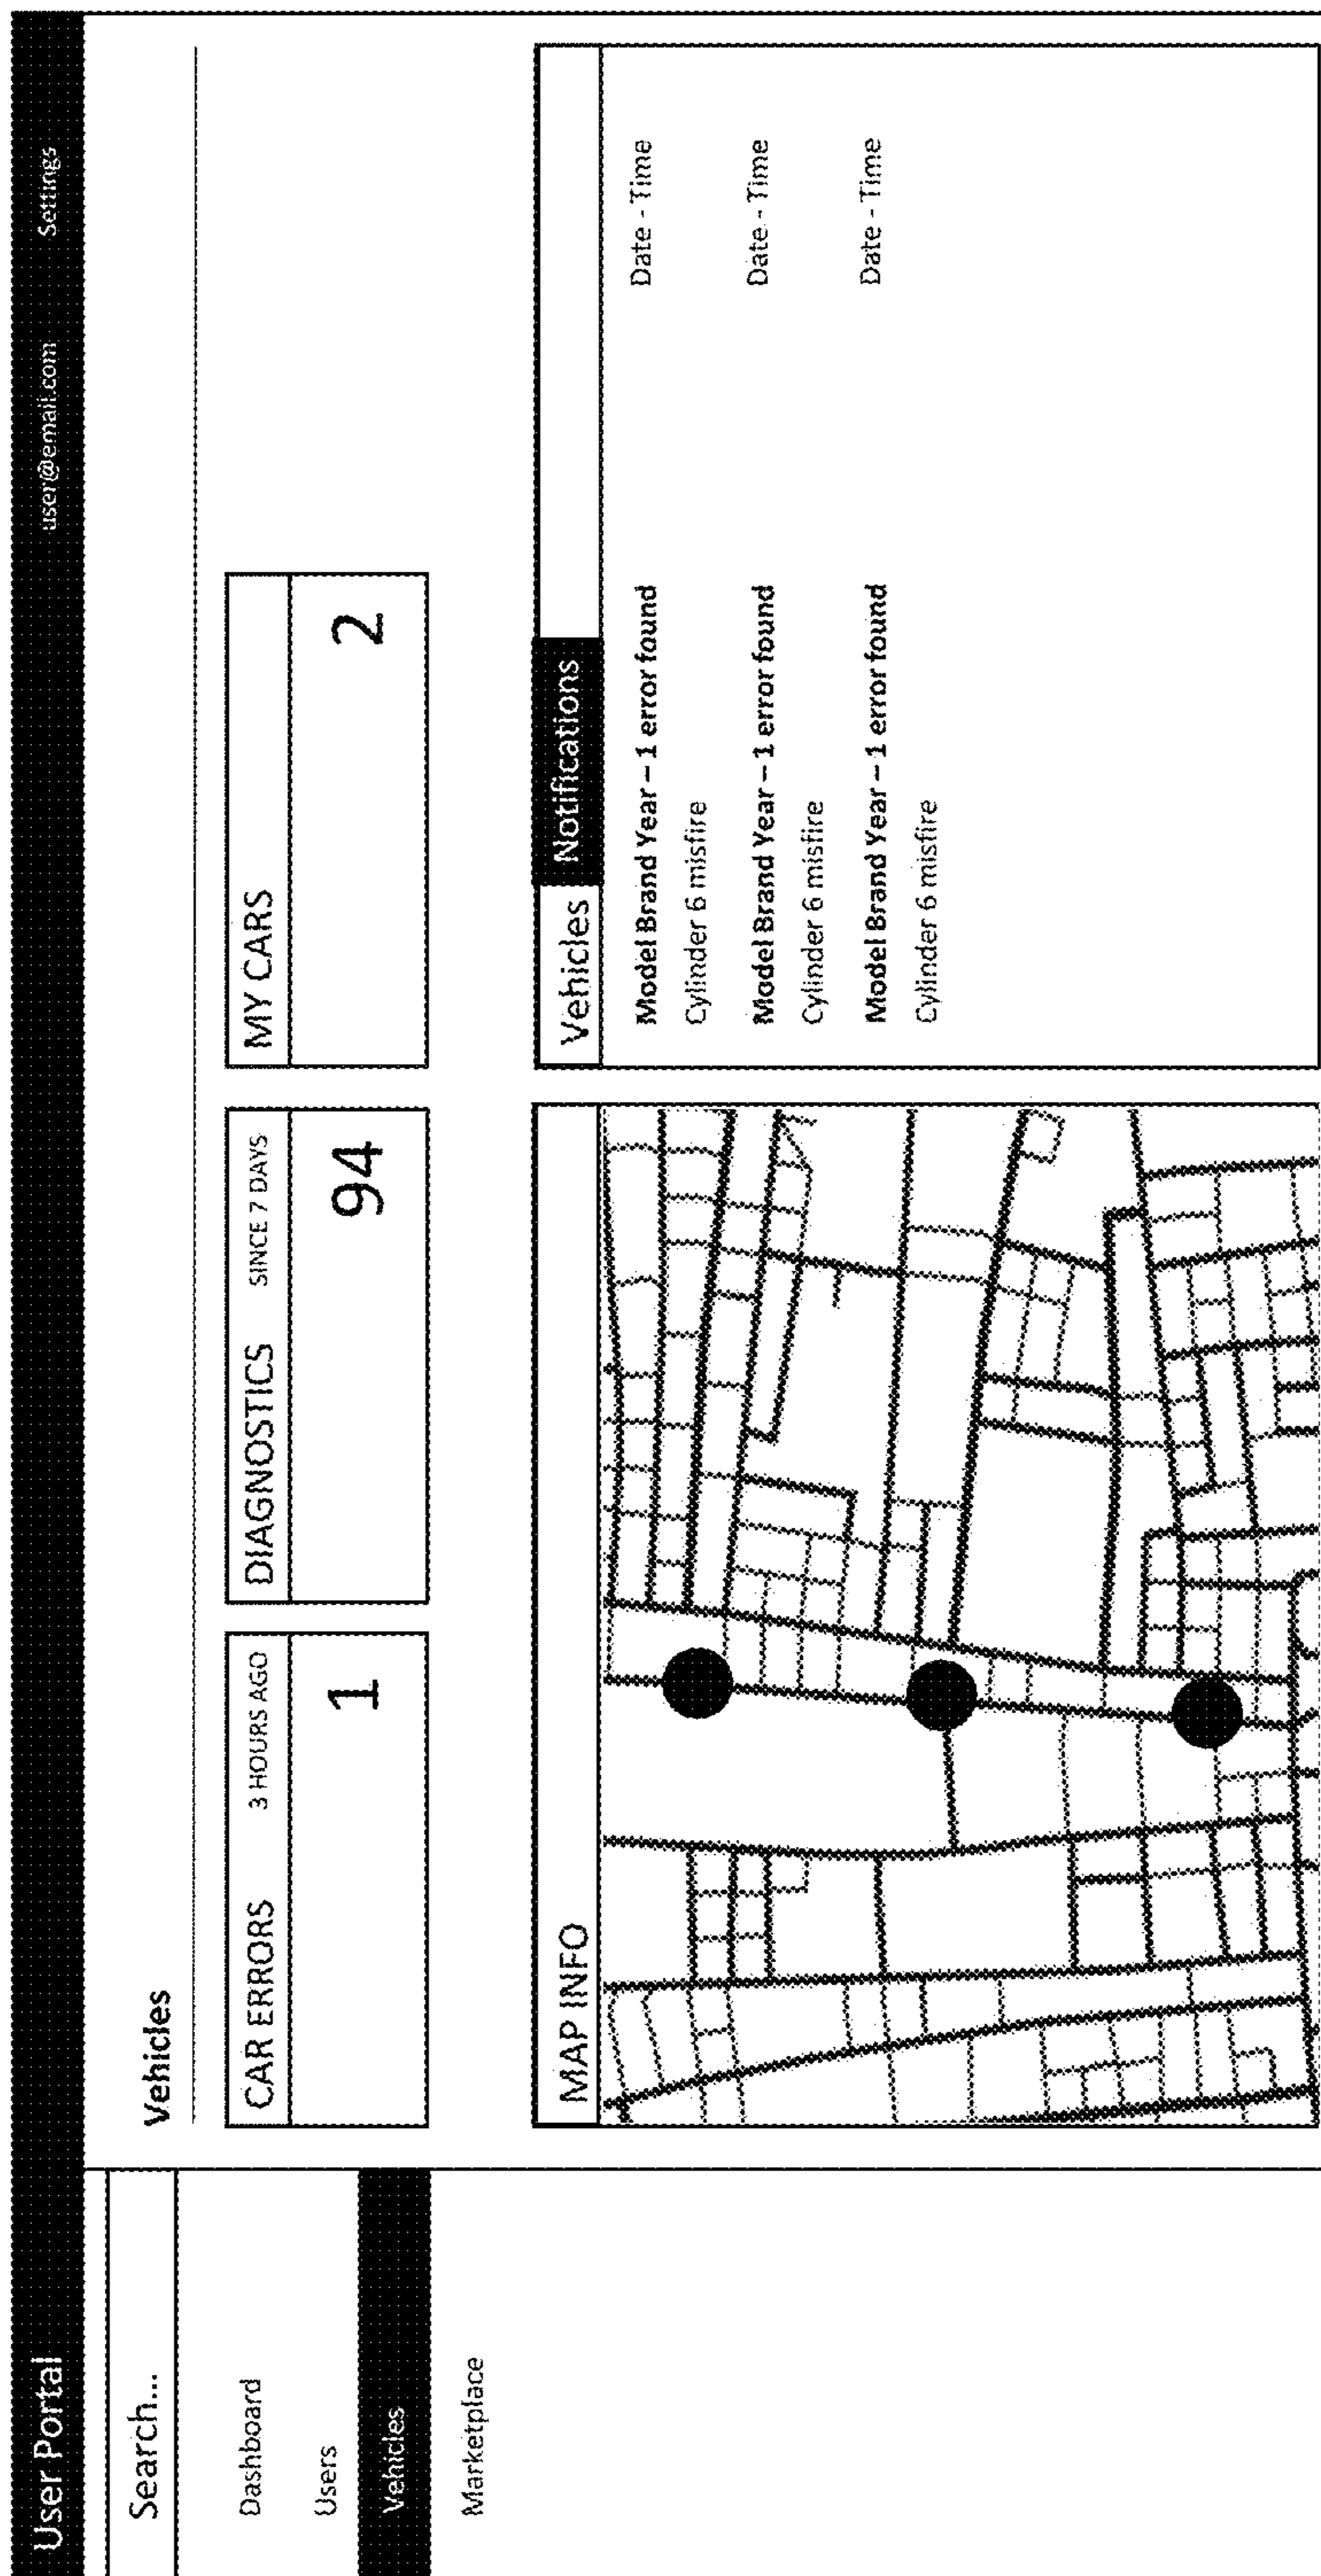 User Portal
user@email.com
Settings
Search...
Dashboard
Users
Vehicles
Marketplace
Vehicles
CAR ERRORS 3 HOURS AGO
1
DIAGNOSTICS SINCE 7 DAYS
94
MY CARS
2
MAP INFO
Vehicles Notifications
Model Brand Year – 1 error found Date - Time
Cylinder 6 misfire
Model Brand Year – 1 error found Date - Time
Cylinder 6 misfire
Model Brand Year – 1 error found Date - Time
Cylinder 6 misfire